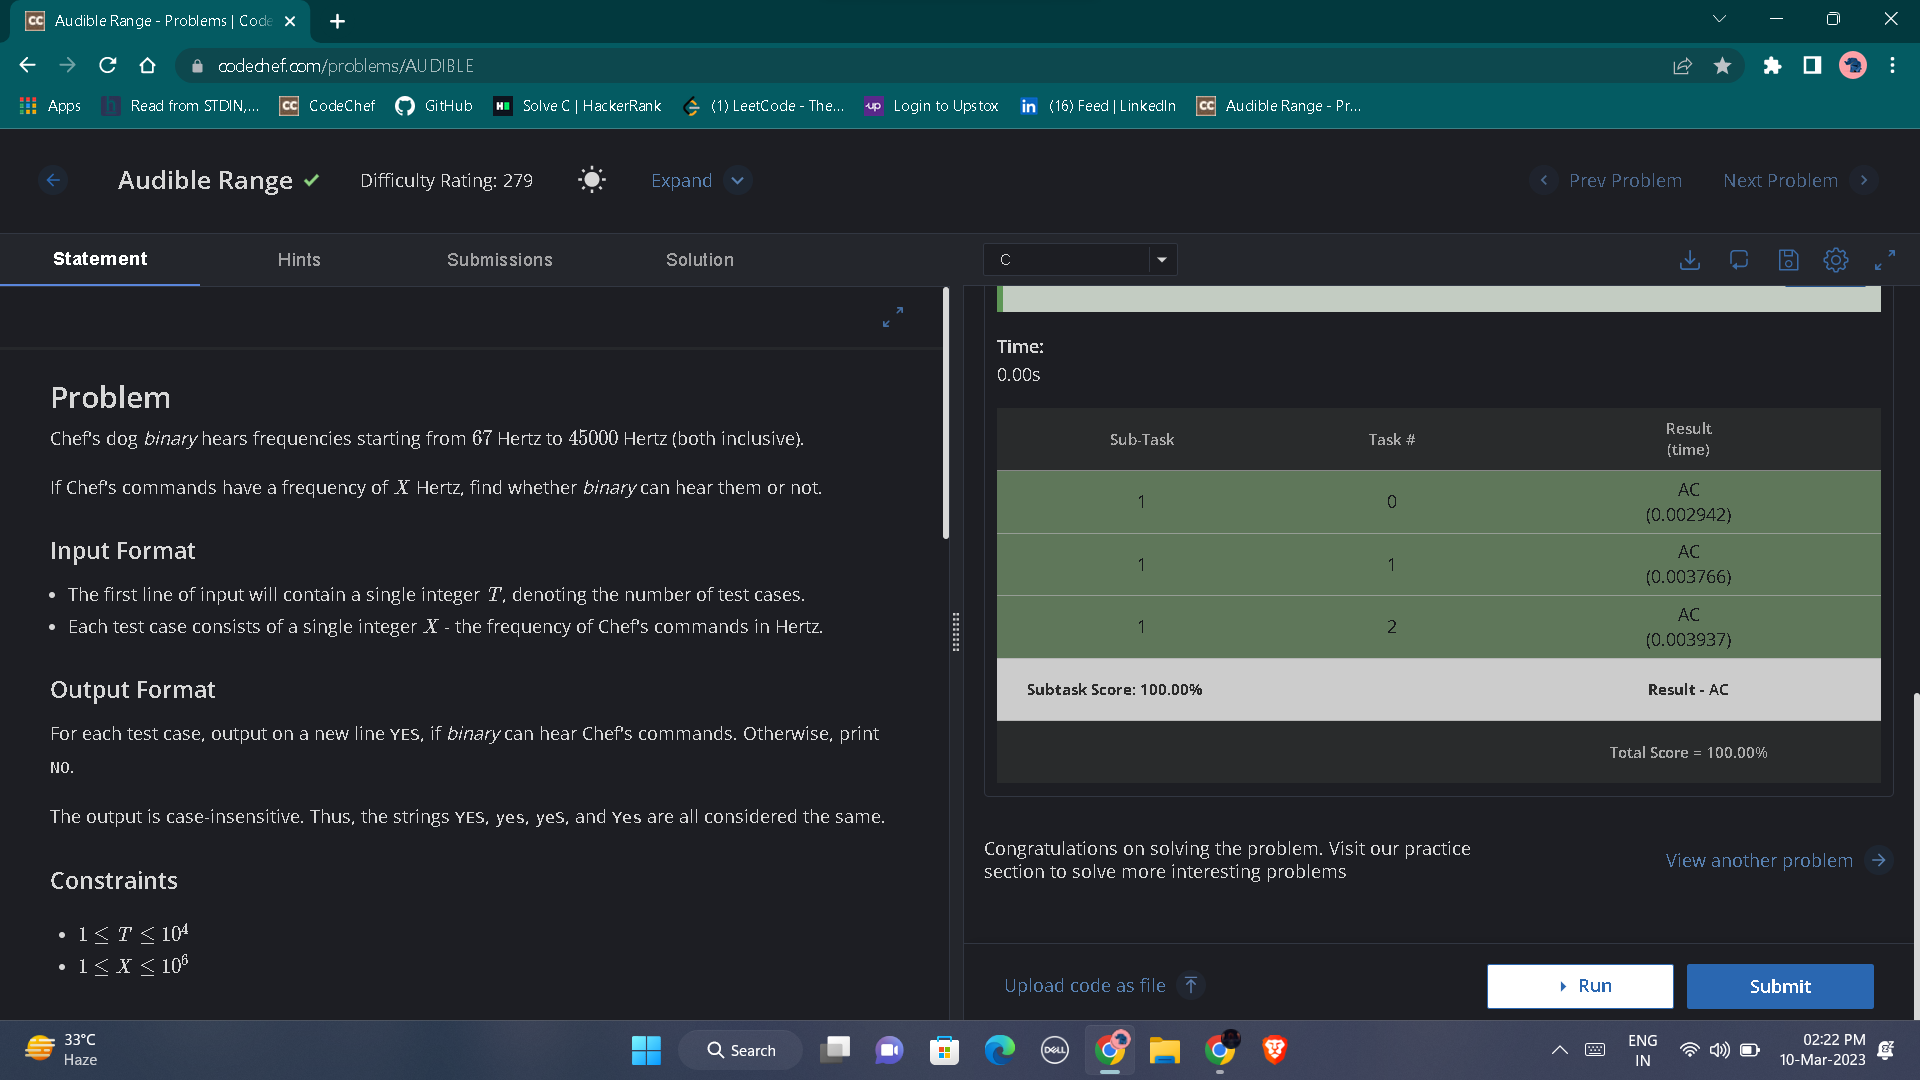 Audible Range - Problems | Code
codechef.com/problems/AUDIBLE
Apps
Read from STDIN,...
CodeChef
GitHub
Solve C | HackerRank
(1) LeetCode - The...
Login to Upstox
(16) Feed | LinkedIn
Audible Range - Pr...
Audible Range
Difficulty Rating: 279
Expand
Prev Problem
Next Problem
Statement
Hints
Submissions
Solution
C
Problem
Chef's dog binary hears frequencies starting from 67 Hertz to 45000 Hertz (both inclusive).
If Chef's commands have a frequency of X Hertz, find whether binary can hear them or not.
Input Format
• The first line of input will contain a single integer T, denoting the number of test cases.
• Each test case consists of a single integer X - the frequency of Chef's commands in Hertz.
Output Format
For each test case, output on a new line YES, if binary can hear Chef's commands. Otherwise, print
NO.
The output is case-insensitive. Thus, the strings YES, yes, yeS, and Yes are all considered the same.
Constraints
• 1 ≤ T ≤ 10⁴
• 1 ≤ X ≤ 10⁶
Time:
0.00s
Sub-Task Task # Result
(time)
1 0 AC
(0.002942)
1 1 AC
(0.003766)
1 2 AC
(0.003937)
Subtask Score: 100.00% Result - AC
Total Score = 100.00%
Congratulations on solving the problem. Visit our practice
section to solve more interesting problems
View another problem
Upload code as file
Run
Submit
33°C
Haze
Search
DELL
ENG
IN
02:22 PM
10-Mar-2023